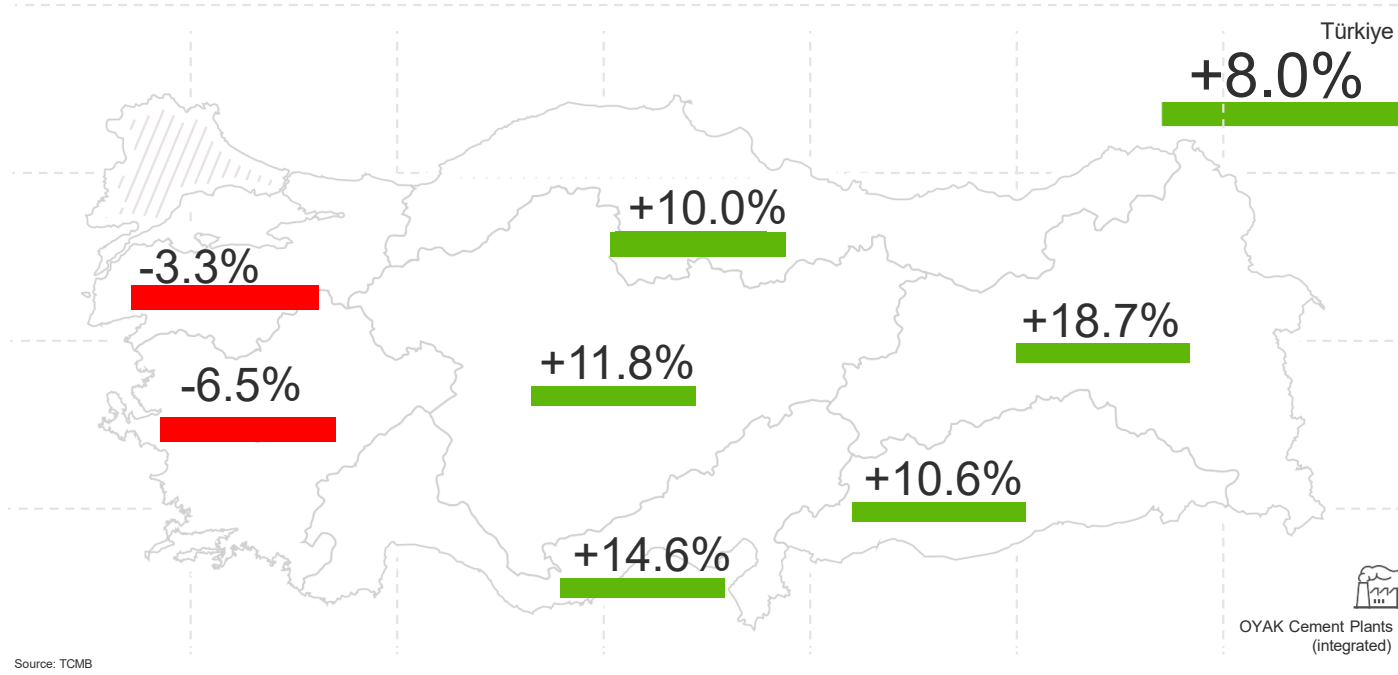 Türkiye
+8.0%
+10.0%
-3.3%
+18.7%
+11.8%
-6.5%
+10.6%
+14.6%
OYAK Cement Plants
(integrated)
Source: TCMB